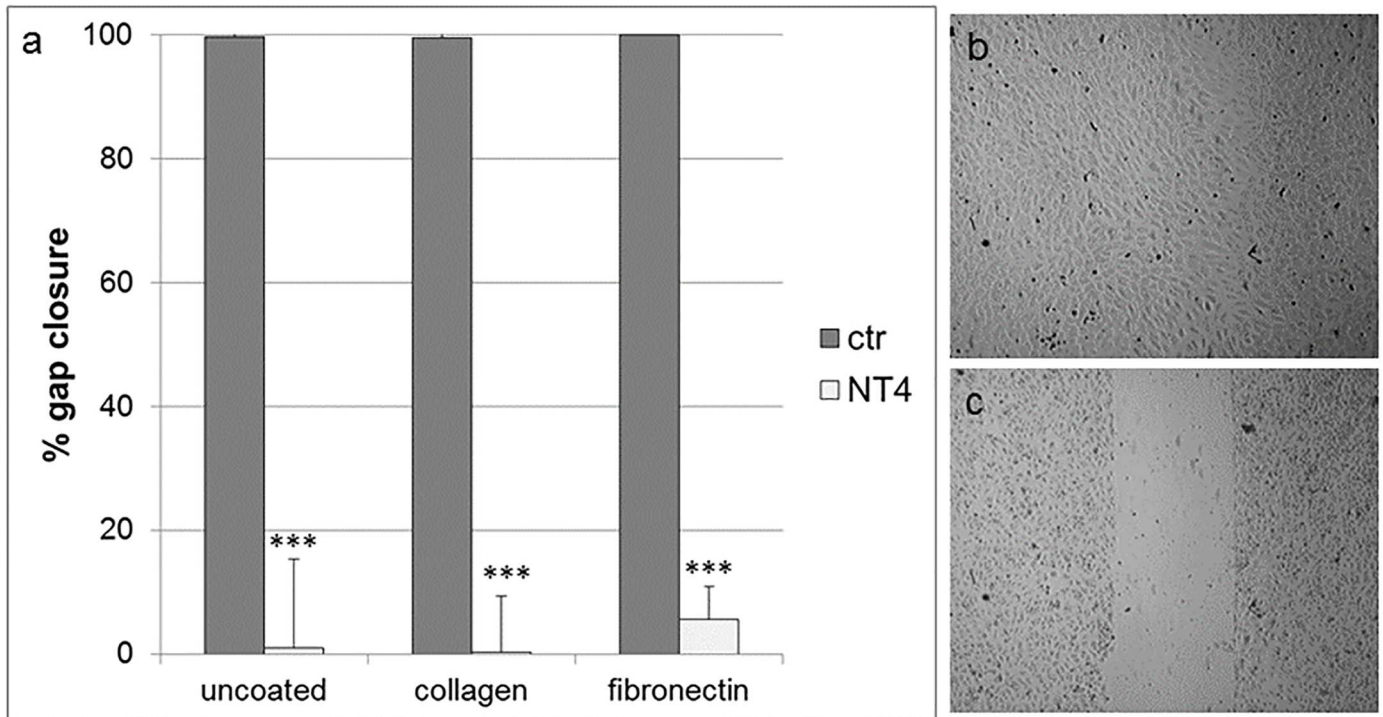 a
% gap closure
100
80
60
40
20
0
***
***
***
uncoated
collagen
fibronectin
ctr
NT4
b
c